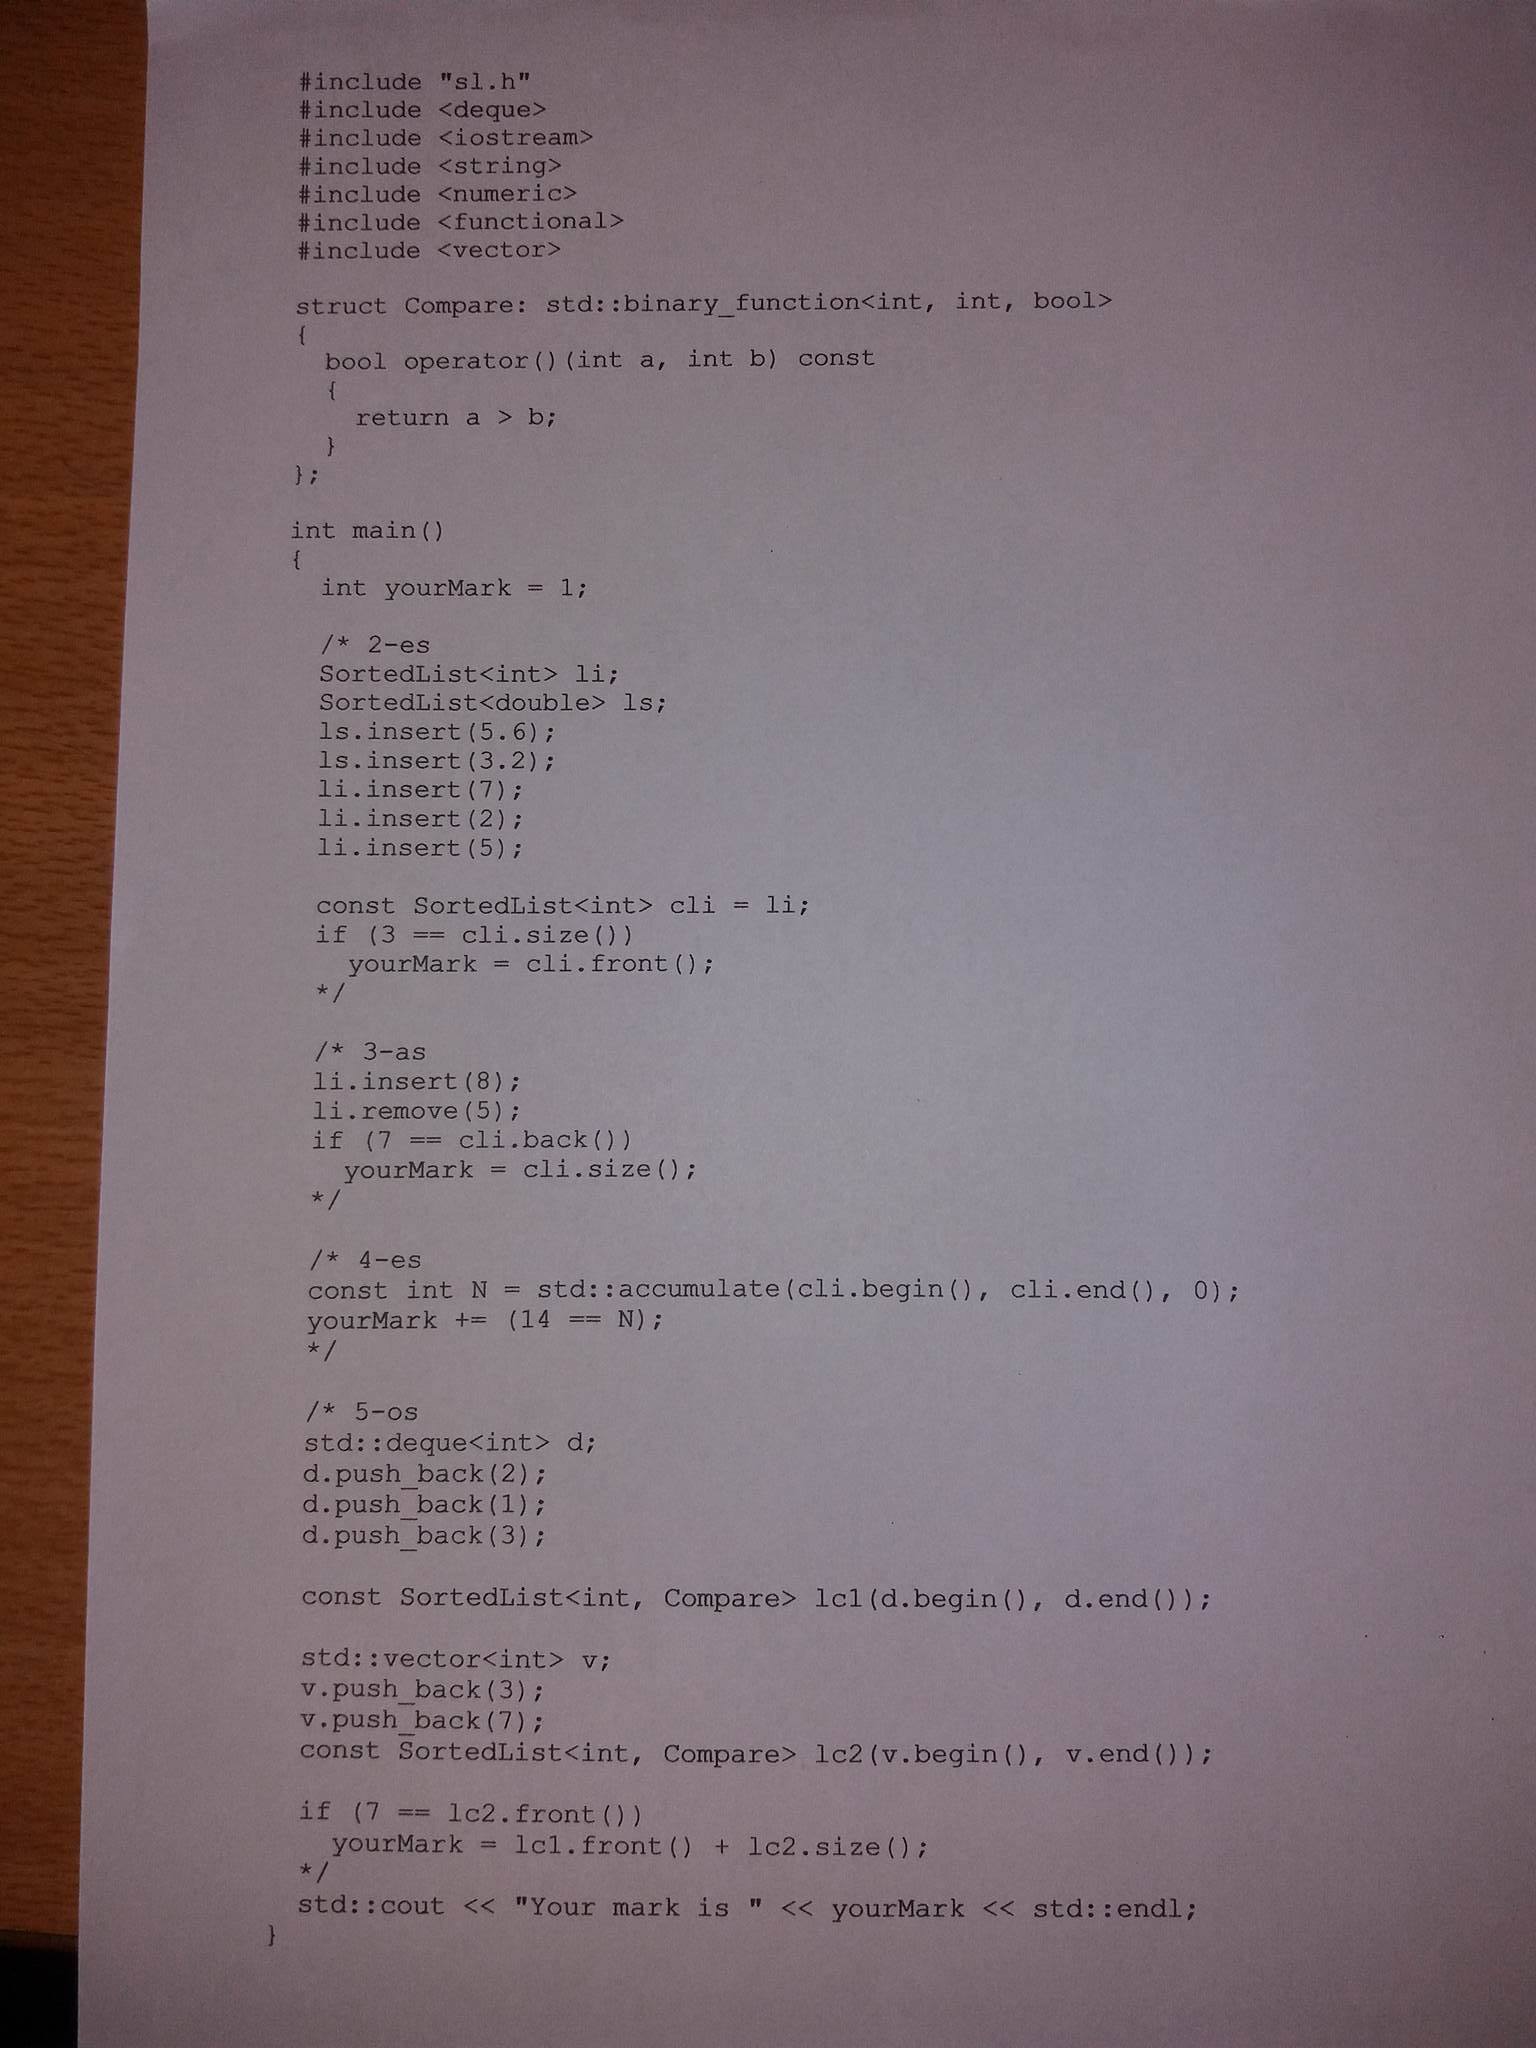 #include "sl.h"
#include <deque>
#include <iostream>
#include <string>
#include <numeric>
#include <functional>
#include <vector>

struct Compare: std::binary_function<int, int, bool>
{
  bool operator()(int a, int b) const
  {
    return a > b;
  }
};

int main()
{
  int yourMark = 1;

  /* 2-es
  SortedList<int> li;
  SortedList<double> ls;
  ls.insert(5.6);
  ls.insert(3.2);
  li.insert(7);
  li.insert(2);
  li.insert(5);

  const SortedList<int> cli = li;
  if (3 == cli.size())
    yourMark = cli.front();
  */

  /* 3-as
  li.insert(8);
  li.remove(5);
  if (7 == cli.back())
    yourMark = cli.size();
  */

  /* 4-es
  const int N = std::accumulate(cli.begin(), cli.end(), 0);
  yourMark += (14 == N);
  */

  /* 5-os
  std::deque<int> d;
  d.push_back(2);
  d.push_back(1);
  d.push_back(3);

  const SortedList<int, Compare> lc1(d.begin(), d.end());

  std::vector<int> v;
  v.push_back(3);
  v.push_back(7);
  const SortedList<int, Compare> lc2(v.begin(), v.end());

  if (7 == lc2.front())
    yourMark = lc1.front() + lc2.size();
  */
  std::cout << "Your mark is " << yourMark << std::endl;
}